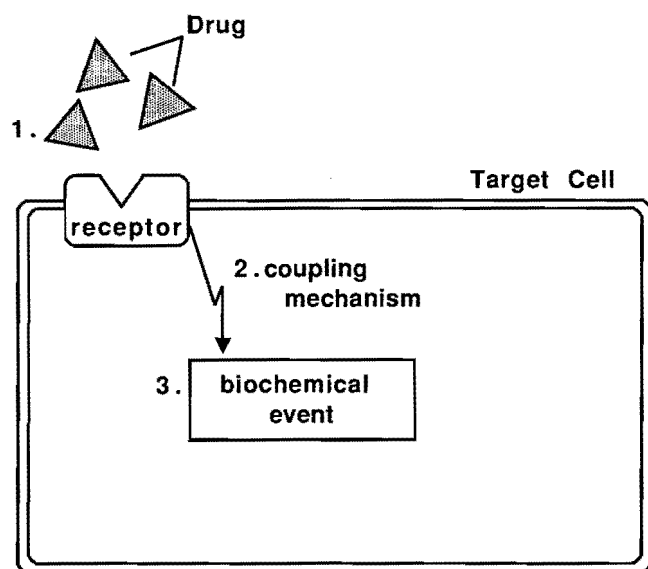 Drug
1.
Target Cell
receptor
2. coupling
mechanism
3. biochemical
event